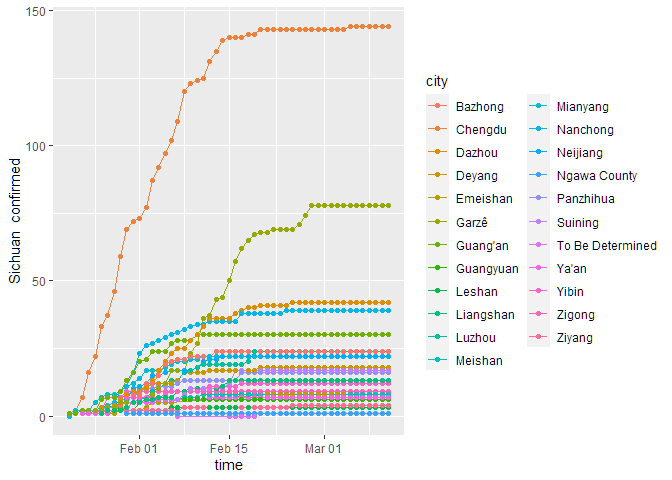 150
100
50
0
Sichuan confirmed
Feb 01 Feb 15 Mar 01
time
city
Bazhong
Chengdu
Dazhou
Deyang
Emeishan
Garzê
Guang'an
Guangyuan
Leshan
Liangshan
Luzhou
Meishan
Mianyang
Nanchong
Neijiang
Ngawa County
Panzhihua
Suining
To Be Determined
Ya'an
Yibin
Zigong
Ziyang